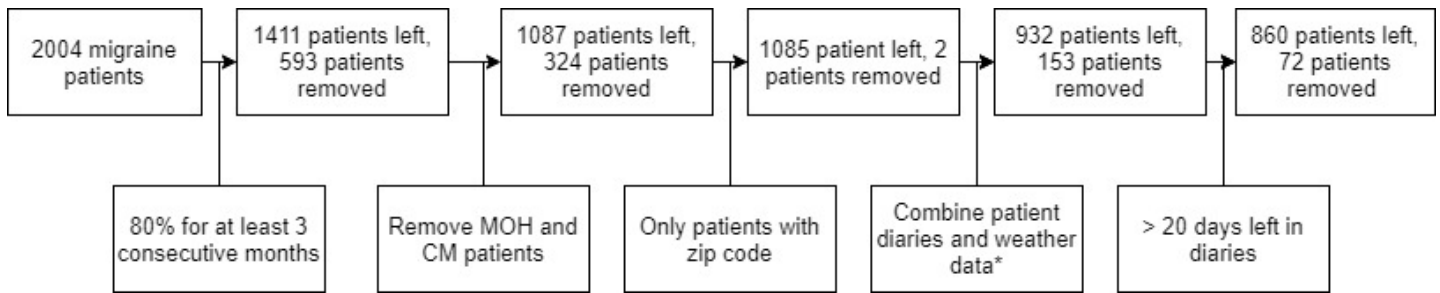 2004 migraine
patients
1411 patients left,
593 patients
removed
1087 patients left,
324 patients
removed
1085 patient left, 2
patients removed
932 patients left,
153 patients
removed
860 patients left,
72 patients
removed
80% for at least 3
consecutive months
Remove MOH and
CM patients
Only patients with
zip code
Combine patient
diaries and weather
data*
> 20 days left in
diaries